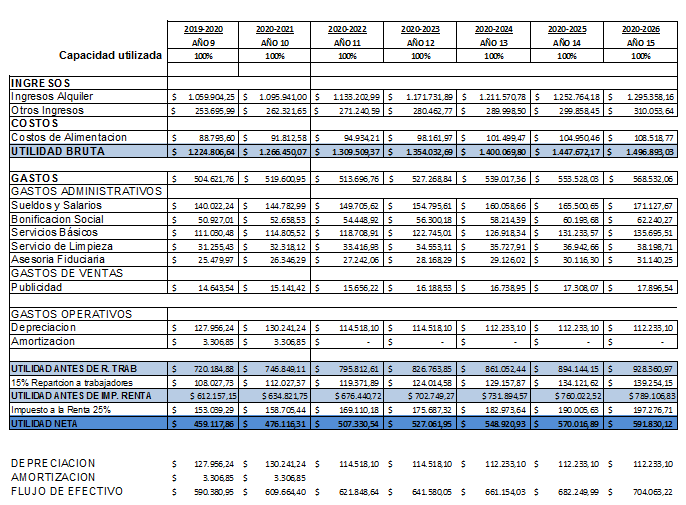 2019-2020 2020-2021 2020-2022 2020-2023 2020-2024 2020-2025 2020-2026
AÑO 9 AÑO 10 AÑO 11 AÑO 12 AÑO 13 AÑO 14 AÑO 15
Capacidad utilizada 100% 100% 100% 100% 100% 100% 100%
INGRESOS
Ingresos Alquiler $ 1.059.904,25 $ 1.095.941,00 $ 1.133.202,99 $ 1.171.731,89 $ 1.211.570,78 $ 1.252.764,18 $ 1.295.358,16
Otros Ingresos $ 253.695,99 $ 262.321,65 $ 271.240,59 $ 280.462,77 $ 289.998,50 $ 299.858,45 $ 310.053,64
COSTOS
Costos de Alimentacion $ 88.793,60 $ 91.812,58 $ 94.934,21 $ 98.161,97 $ 101.499,47 $ 104.950,46 $ 108.518,77
UTILIDAD BRUTA $ 1.224.806,64 $ 1.266.450,07 $ 1.309.509,37 $ 1.354.032,69 $ 1.400.069,80 $ 1.447.672,17 $ 1.496.893,03
GASTOS $ 504.621,76 $ 519.600,95 $ 513.696,76 $ 527.268,84 $ 539.017,36 $ 553.528,03 $ 568.532,06
GASTOS ADMINISTRATIVOS
Sueldos y Salarios $ 140.022,24 $ 144.782,99 $ 149.705,62 $ 154.795,61 $ 160.058,66 $ 165.500,65 $ 171.127,67
Bonificacion Social $ 50.927,01 $ 52.658,53 $ 54.448,92 $ 56.300,18 $ 58.214,39 $ 60.193,68 $ 62.240,27
Servicios Básicos $ 111.030,48 $ 114.805,52 $ 118.708,91 $ 122.745,01 $ 126.918,34 $ 131.233,57 $ 135.695,51
Servicio de Limpieza $ 31.255,43 $ 32.318,12 $ 33.416,93 $ 34.553,11 $ 35.727,91 $ 36.942,66 $ 38.198,71
Asesoria Fiduciaria $ 25.479,97 $ 26.346,29 $ 27.242,06 $ 28.168,29 $ 29.126,02 $ 30.116,30 $ 31.140,25
GASTOS DE VENTAS
Publicidad $ 14.643,54 $ 15.141,42 $ 15.656,22 $ 16.188,53 $ 16.738,95 $ 17.308,07 $ 17.896,54
GASTOS OPERATIVOS
Depreciacion $ 127.956,24 $ 130.241,24 $ 114.518,10 $ 114.518,10 $ 112.233,10 $ 112.233,10 $ 112.233,10
Amortizacion $ 3.306,85 $ 3.306,85 $ - $ - $ - $ - $ -
UTILIDAD ANTES DE R. TRAB $ 720.184,88 $ 746.849,11 $ 795.812,61 $ 826.763,85 $ 861.052,44 $ 894.144,15 $ 928.360,97
15% Repartcion a trabajadores $ 108.027,73 $ 112.027,37 $ 119.371,89 $ 124.014,58 $ 129.157,87 $ 134.121,62 $ 139.254,15
UTILIDAD ANTES DE IMP. RENTA $ 612.157,15 $ 634.821,75 $ 676.440,72 $ 702.749,27 $ 731.894,57 $ 760.022,52 $ 789.106,83
Impuesto a la Renta 25% $ 153.039,29 $ 158.705,44 $ 169.110,18 $ 175.687,32 $ 182.973,64 $ 190.005,63 $ 197.276,71
UTILIDAD NETA $ 459.117,86 $ 476.116,31 $ 507.330,54 $ 527.061,95 $ 548.920,93 $ 570.016,89 $ 591.830,12
DEPRECIACION $ 127.956,24 $ 130.241,24 $ 114.518,10 $ 114.518,10 $ 112.233,10 $ 112.233,10 $ 112.233,10
AMORTIZACION $ 3.306,85 $ 3.306,85
FLUJO DE EFECTIVO $ 590.380,95 $ 609.664,40 $ 621.848,64 $ 641.580,05 $ 661.154,03 $ 682.249,99 $ 704.063,22